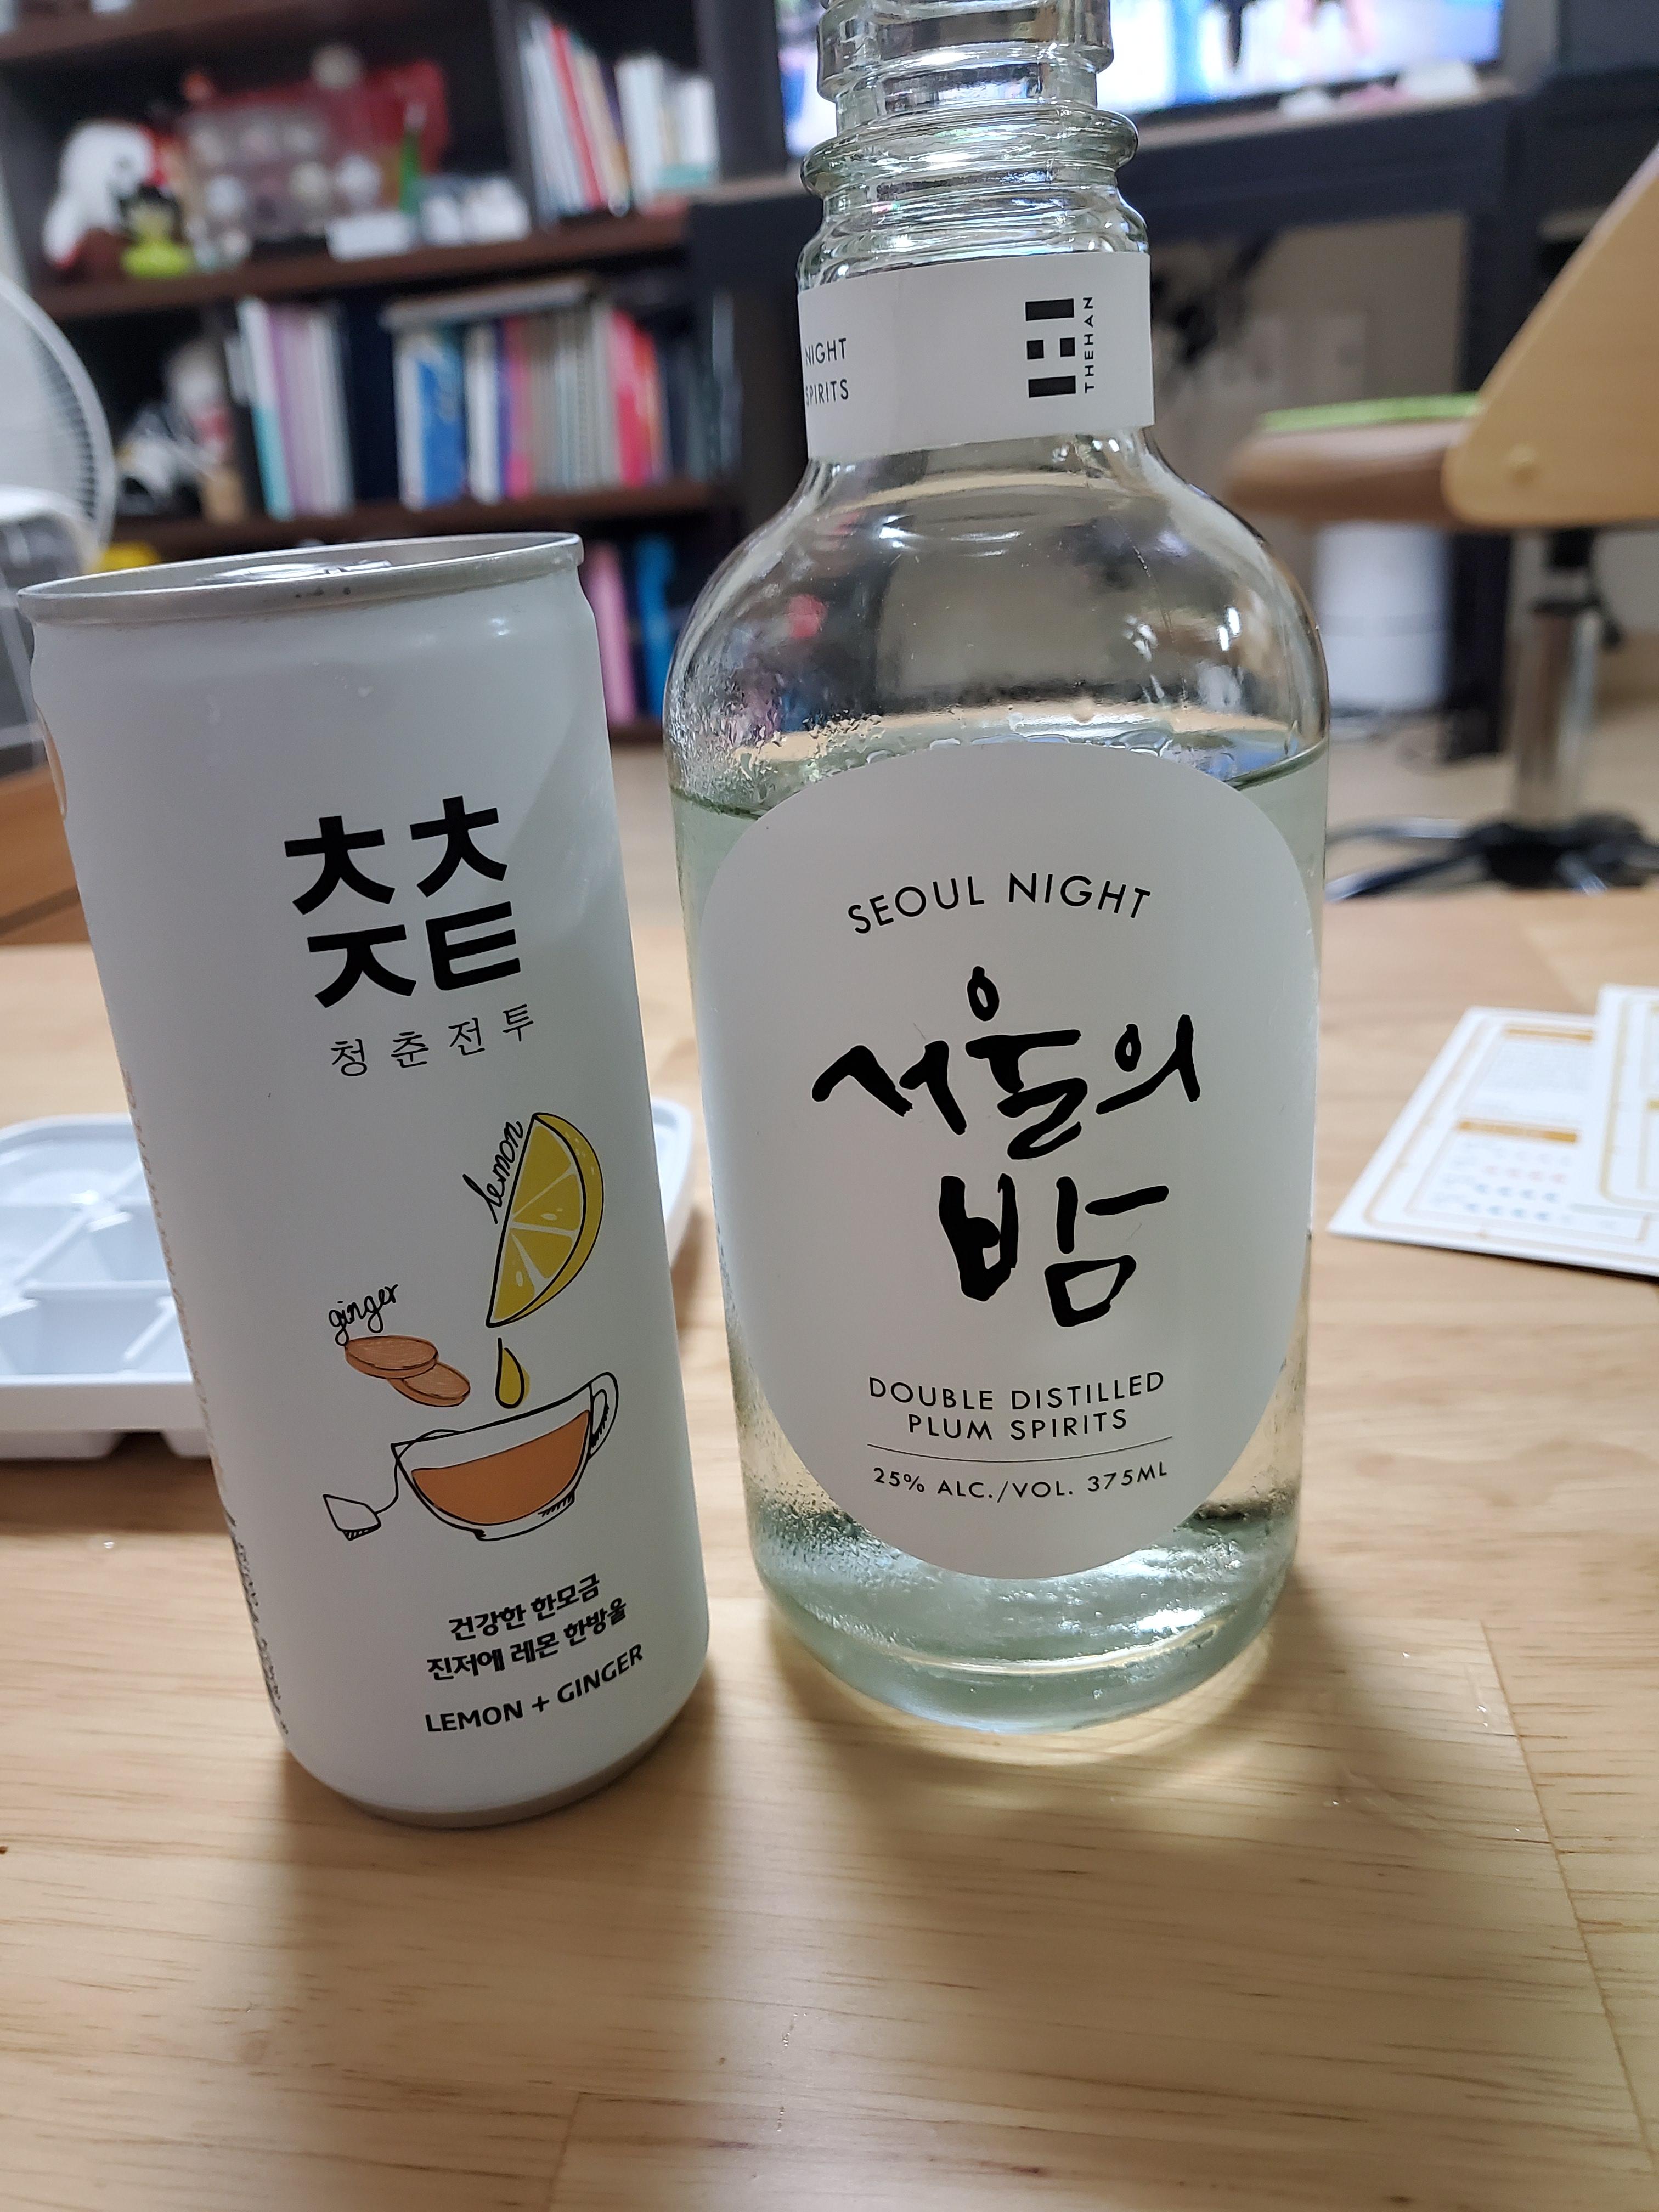 ㅊㅊ
ㅈㅌ
청춘전투
lemon
ginger
건강한 한모금
진저에 레몬 한방울
LEMON + GINGER
NIGHT
SPIRITS
THEHAN
SEOUL NIGHT
서울의
밤
DOUBLE DISTILLED
PLUM SPIRITS
25% ALC./VOL. 375ML